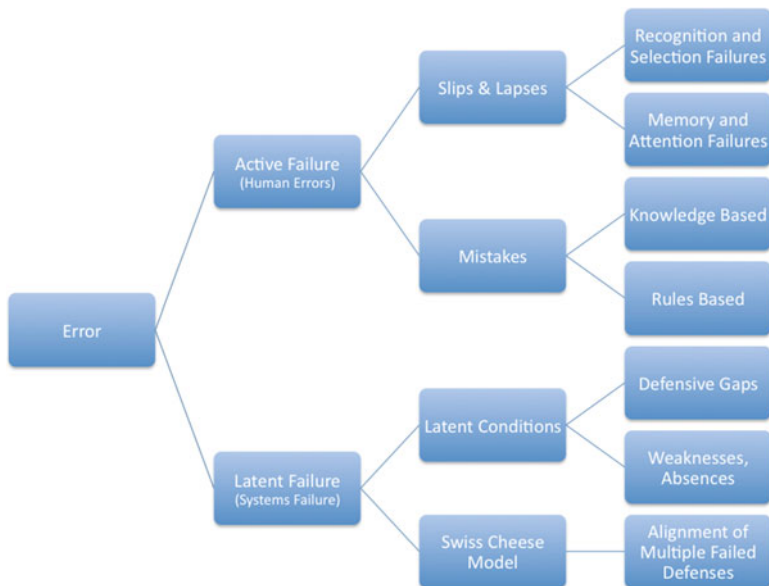 Error
Active Failure
(Human Errors)
Slips & Lapses
Recognition and
Selection Failures
Memory and
Attention Failures
Mistakes
Knowledge Based
Rules Based
Latent Failure
(Systems Failure)
Latent Conditions
Defensive Gaps
Weaknesses,
Absences
Swiss Cheese
Model
Alignment of
Multiple Failed
Defenses